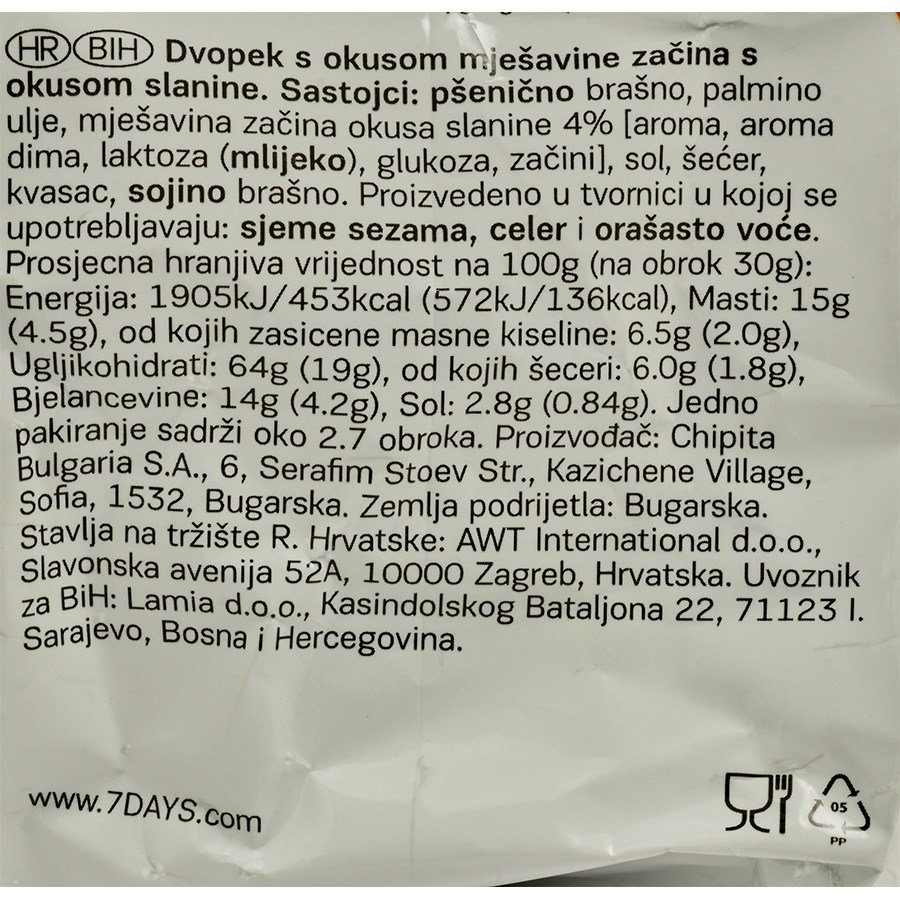 HR BIH Dvopek s okusom mješavine začina s
okusom slanine. Sastojci: pšenično brašno, palmino
ulje, mješavina začina okusa slanine 4% [aroma, aroma
dima, laktoza (mlijeko), glukoza, začini], sol, šećer,
kvasac, sojino brašno. Proizvedeno u tvornici u kojoj se
upotrebljavaju: sjeme sezama, celer i orašasto voće.
Prosjecna hranjiva vrijednost na 100g (na obrok 30g):
Energija: 1905kJ/453kcal (572kJ/136kcal), Masti: 15g
(4.5g), od kojih zasicene masne kiseline: 6.5g (2.0g),
Ugljikohidrati: 64g (19g), od kojih šeceri: 6.0g (1.8g),
Bjelancevine: 14g (4.2g), Sol: 2.8g (0.84g). Jedno
pakiranje sadrži oko 2.7 obroka. Proizvođač: Chipita
Bulgaria S.A., 6, Serafim Stoev Str., Kazichene Village,
Sofia, 1532, Bugarska. Zemlja podrijetla: Bugarska.
Stavlja na tržište R. Hrvatske: AWT International d.o.o.,
Slavonska avenija 52A, 10000 Zagreb, Hrvatska. Uvoznik
za BiH: Lamia d.o.o., Kasindolskog Bataljona 22, 71123 I.
Sarajevo, Bosna i Hercegovina.
www.7DAYS.com
05
PP